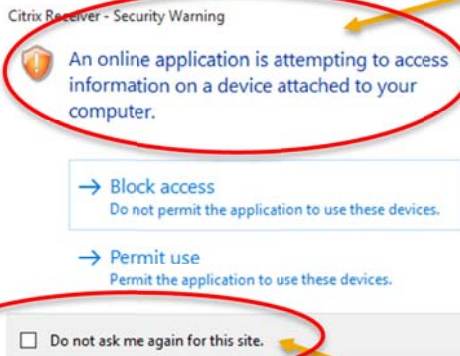 Citrix Receiver - Security Warning
An online application is attempting to access
information on a device attached to your
computer.
→ Block access
Do not permit the application to use these devices.
→ Permit use
Permit the application to use these devices.
Do not ask me again for this site.